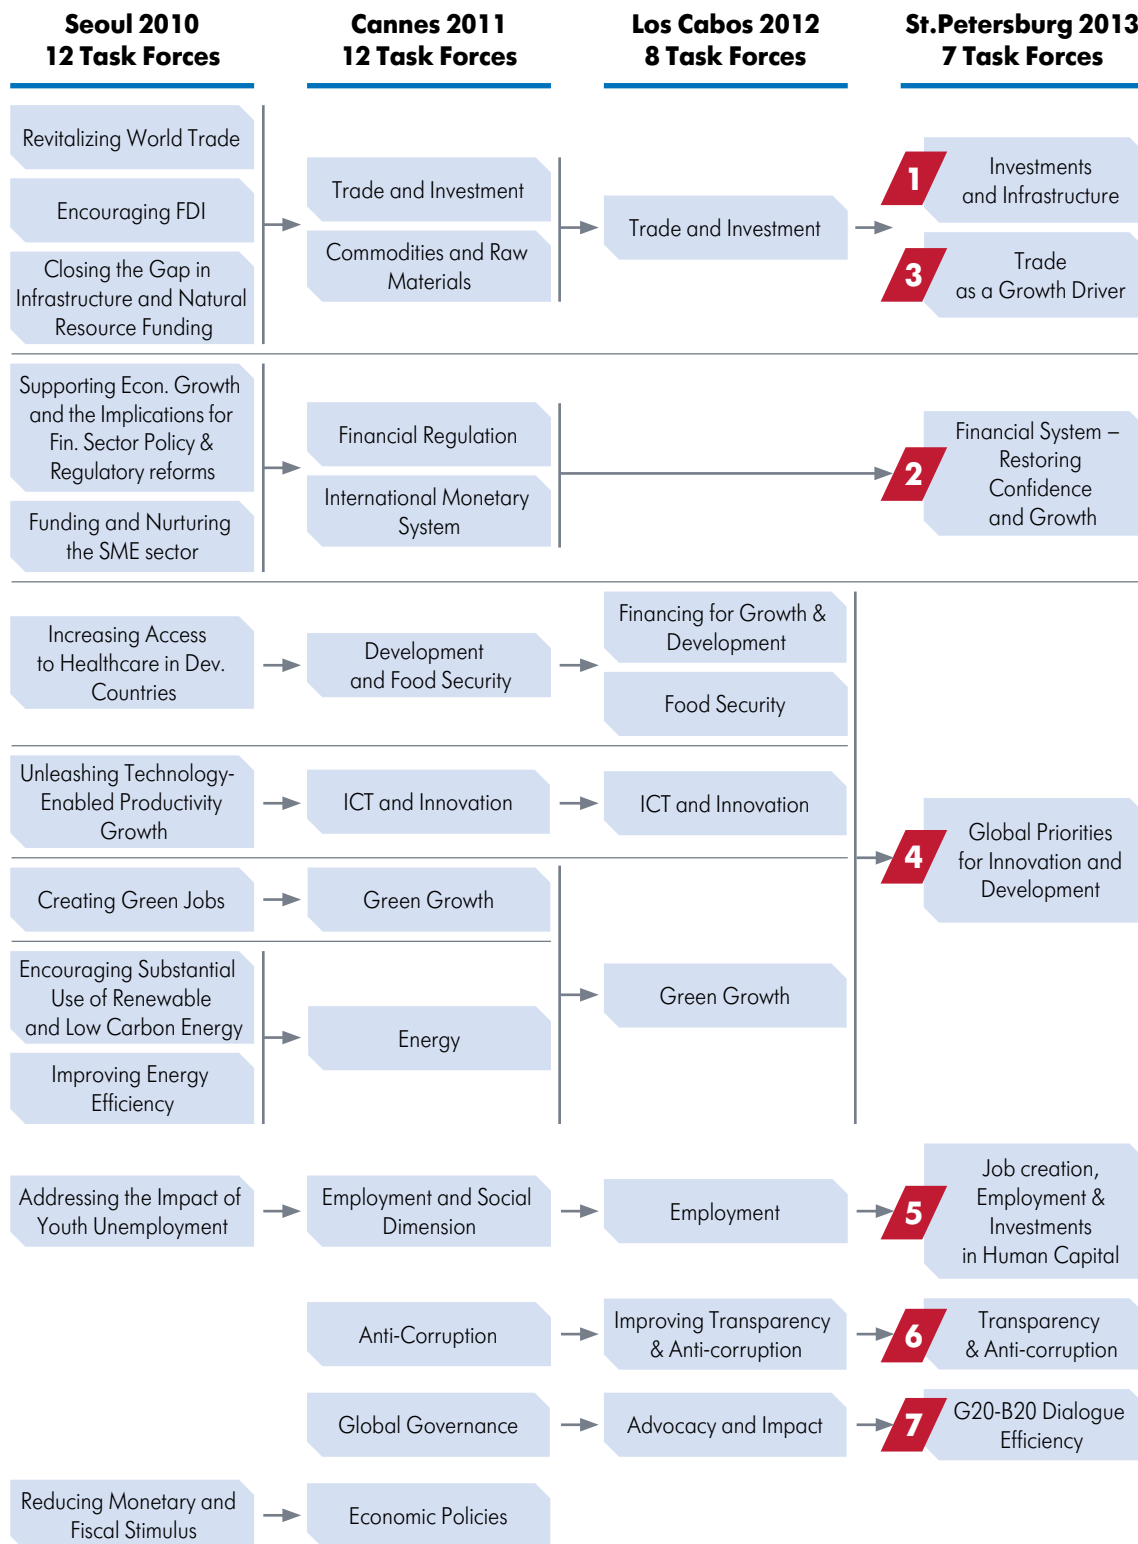 Seoul 2010
12 Task Forces
Cannes 2011
12 Task Forces
Los Cabos 2012
8 Task Forces
St.Petersburg 2013
7 Task Forces
Revitalizing World Trade
Encouraging FDI
Closing the Gap in
Infrastructure and Natural
Resource Funding
Trade and Investment
Commodities and Raw
Materials
Trade and Investment
1
Investments
and Infrastructure
3
Trade
as a Growth Driver
Supporting Econ. Growth
and the Implications for
Fin. Sector Policy &
Regulatory reforms
Funding and Nurturing
the SME sector
Financial Regulation
International Monetary
System
2
Financial System –
Restoring
Confidence
and Growth
Increasing Access
to Healthcare in Dev.
Countries
Development
and Food Security
Financing for Growth &
Development
Food Security
Unleashing Technology-
Enabled Productivity
Growth
ICT and Innovation
ICT and Innovation
4
Global Priorities
for Innovation and
Development
Creating Green Jobs
Green Growth
Encouraging Substantial
Use of Renewable
and Low Carbon Energy
Improving Energy
Efficiency
Energy
Green Growth
Addressing the Impact of
Youth Unemployment
Employment and Social
Dimension
Employment
5
Job creation,
Employment &
Investments
in Human Capital
Anti-Corruption
Improving Transparency
& Anti-corruption
6
Transparency
& Anti-corruption
Global Governance
Advocacy and Impact
7
G20-B20 Dialogue
Efficiency
Reducing Monetary and
Fiscal Stimulus
Economic Policies